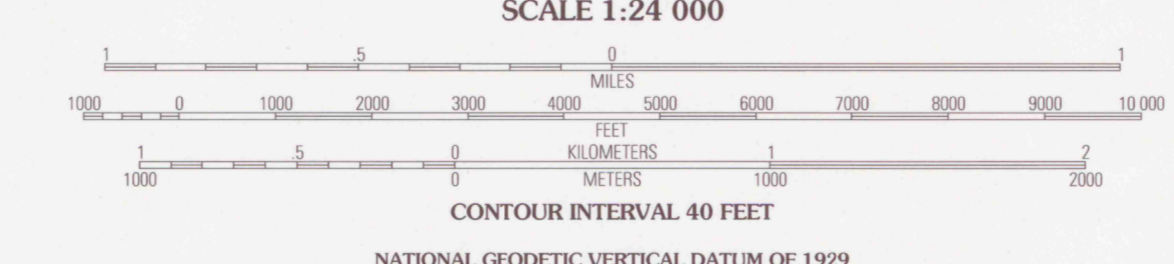 SCALE 1:24 000
1 .5 0 1
MILES
1000 0 1000 2000 3000 4000 5000 6000 7000 8000 9000 10 000
FEET
1 .5 0 KILOMETERS 1 2
1000 0 METERS 1000 2000
CONTOUR INTERVAL 40 FEET
NATIONAL GEODETIC VERTICAL DATUM OF 1929